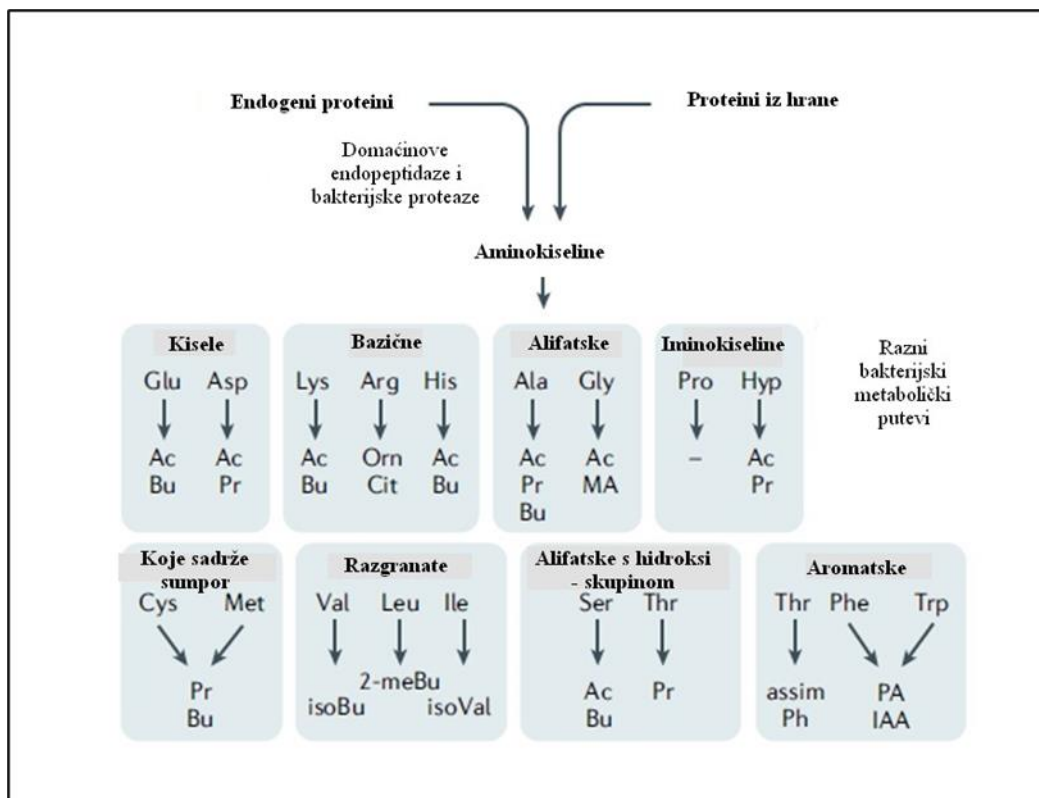 Endogeni proteini
Proteini iz hrane
Domaćinove
endopeptidaze i
bakterijske proteaze
Aminokiseline
Kisele
Glu Asp
Ac Ac
Bu Pr
Bazične
Lys Arg His
Ac Orn Ac
Bu Cit Bu
Alifatske
Ala Gly
Ac Ac
Pr MA
Bu
Iminokiseline
Pro Hyp
– Ac
Pr
Razni
bakterijski
metabolički
putevi
Koje sadrže
sumpor
Cys Met
Pr
Bu
Razgranate
Val Leu Ile
2-meBu
isoBu isoVal
Alifatske s hidroksi
- skupinom
Ser Thr
Ac Pr
Bu
Aromatske
Thr Phe Trp
assim PA
Ph IAA